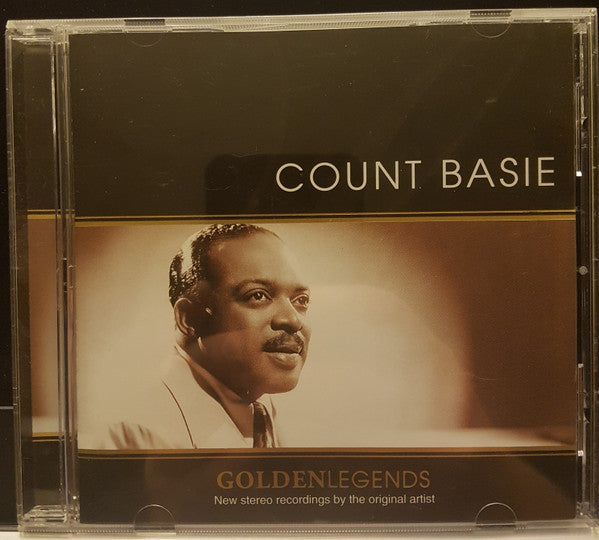 COUNT BASIE
GOLDENLEGENDS
New stereo recordings by the original artist